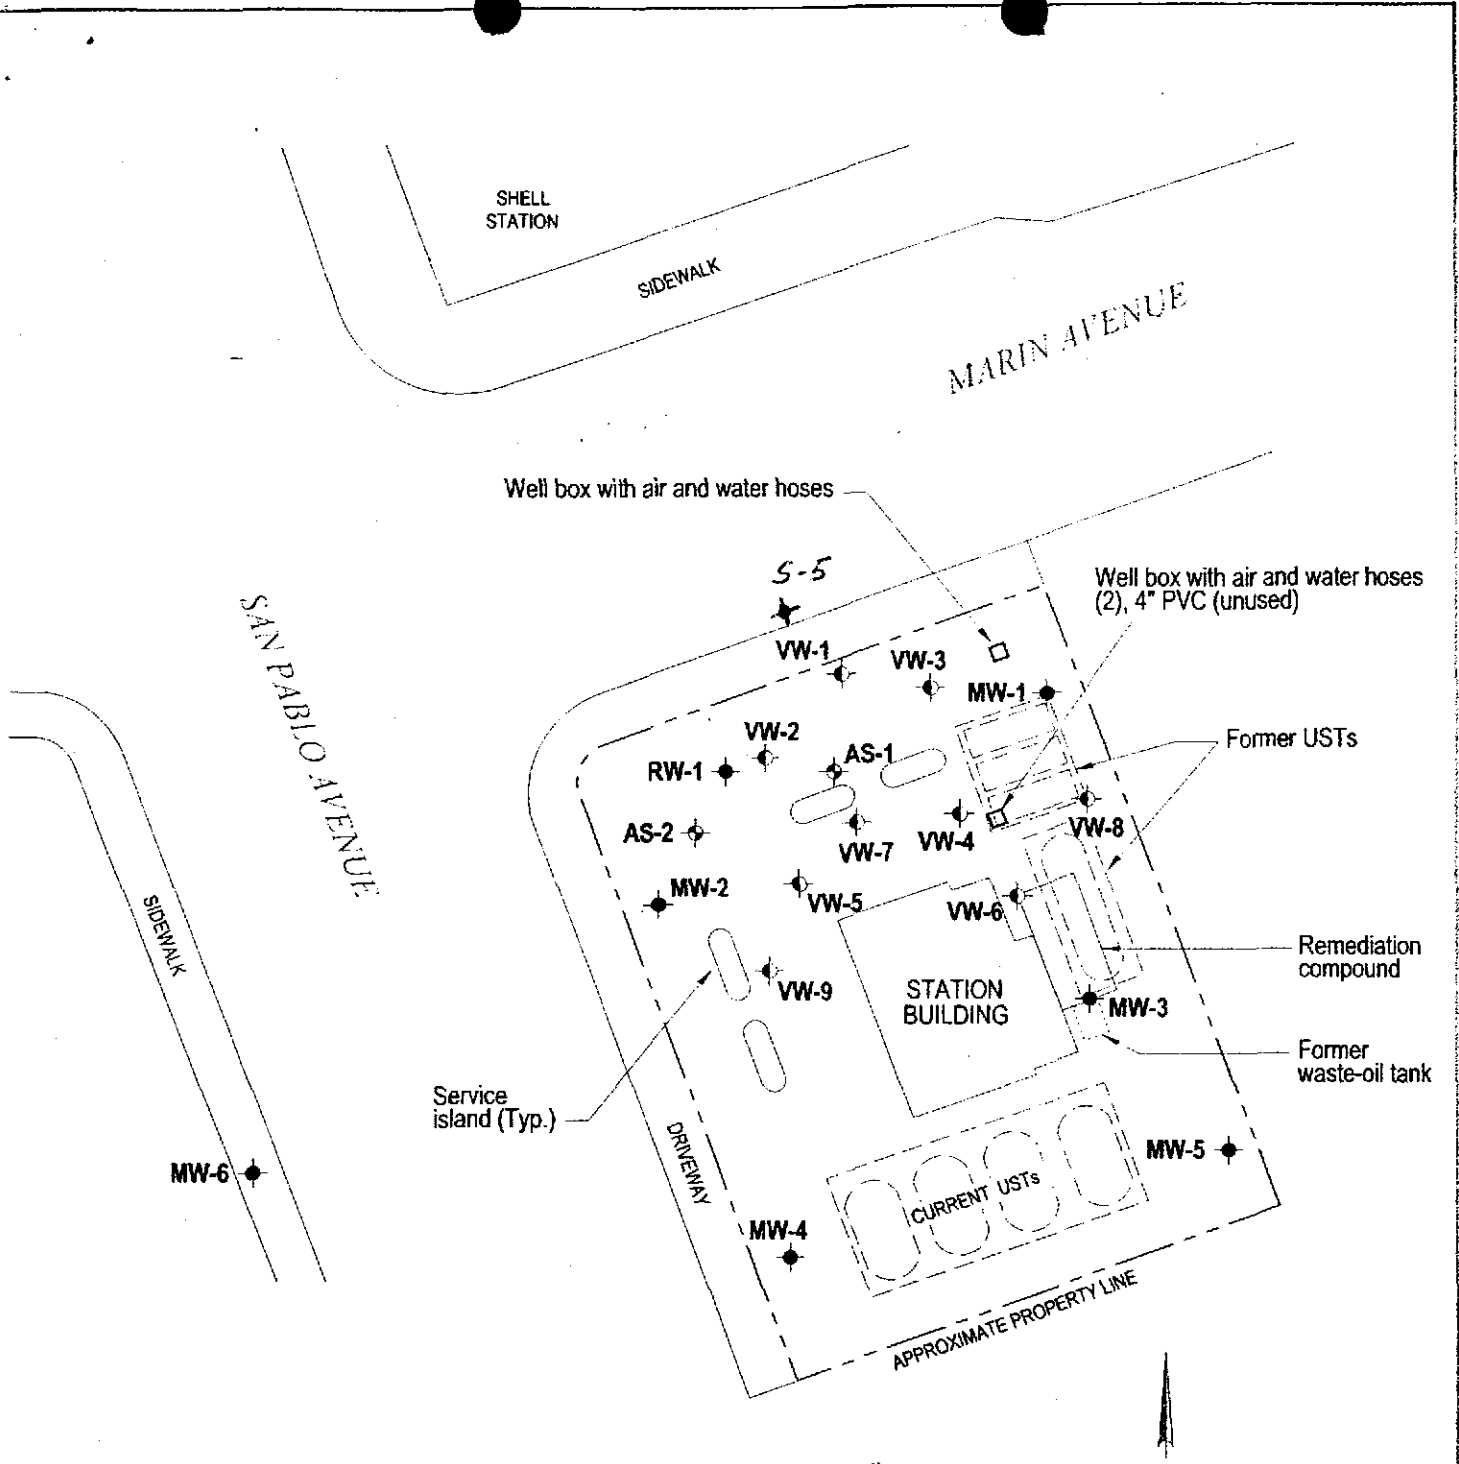 SHELL
STATION
SIDEWALK
MARIN AVENUE
Well box with air and water hoses
S-5
Well box with air and water hoses
(2), 4" PVC (unused)
SAN PABLO AVENUE
VW-1
VW-3
MW-1
VW-2
AS-1
Former USTs
RW-1
AS-2
VW-7
VW-4
VW-8
MW-2
VW-5
VW-6
SIDEWALK
Remediation
compound
VW-9
STATION
BUILDING
MW-3
Former
waste-oil tank
Service
island (Typ.)
DRIVEWAY
MW-6
MW-5
CURRENT USTs
MW-4
APPROXIMATE PROPERTY LINE